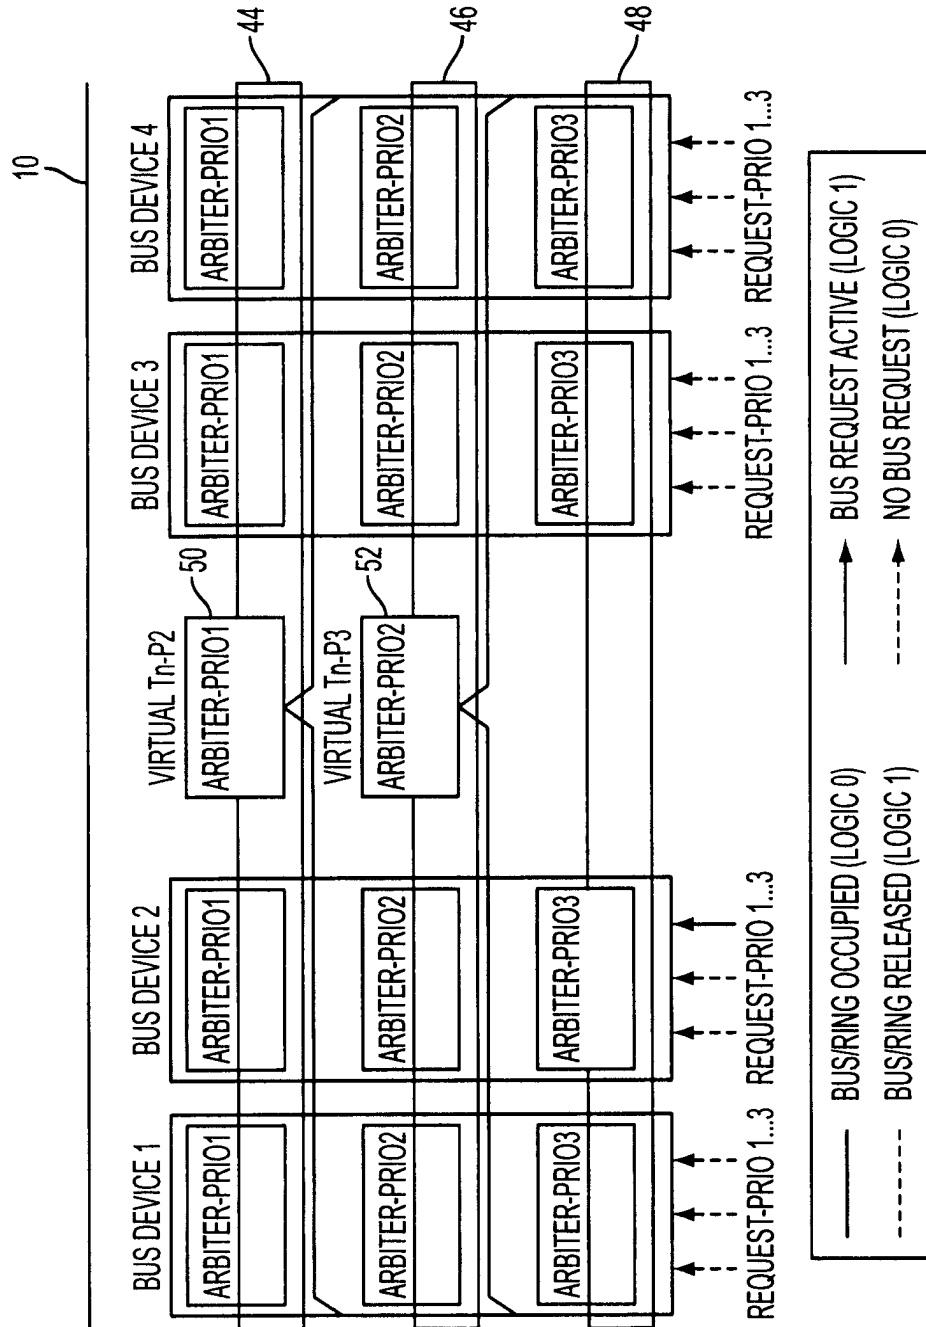 10
BUS DEVICE 1
BUS DEVICE 2
BUS DEVICE 3
BUS DEVICE 4
VIRTUAL Tn-P2
50
44
ARBITER-PRIO1
ARBITER-PRIO1
ARBITER-PRIO1
ARBITER-PRIO1
ARBITER-PRIO1
VIRTUAL Tn-P3
52
46
ARBITER-PRIO2
ARBITER-PRIO2
ARBITER-PRIO2
ARBITER-PRIO2
ARBITER-PRIO2
48
ARBITER-PRIO3
ARBITER-PRIO3
ARBITER-PRIO3
ARBITER-PRIO3
REQUEST-PRIO 1...3
REQUEST-PRIO 1...3
REQUEST-PRIO 1...3
REQUEST-PRIO 1...3
BUS/RING OCCUPIED (LOGIC 0)
BUS REQUEST ACTIVE (LOGIC 1)
BUS/RING RELEASED (LOGIC 1)
NO BUS REQUEST (LOGIC 0)